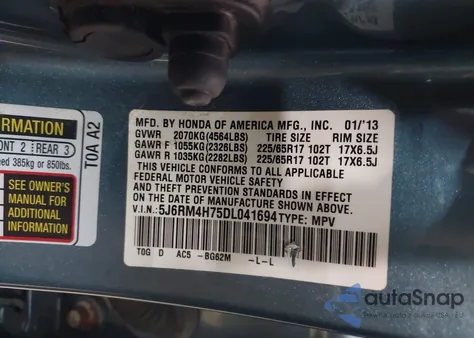 MFD. BY HONDA OF AMERICA MFG., INC. 01/'13
GVWR 2070KG(4564LBS) TIRE SIZE RIM SIZE
GAWR F 1055KG(2326LBS) 225/65R17 102T 17X6.5J
GAWR R 1035KG(2282LBS) 225/65R17 102T 17X6.5J
THIS VEHICLE CONFORMS TO ALL APPLICABLE
FEDERAL MOTOR VEHICLE SAFETY
AND THEFT PREVENTION STANDARDS IN EFFECT
ON THE DATE OF MANUFACTURE SHOWN ABOVE.
V.I.N: 5J6RM4H75DL041694 TYPE: MPV
T0G D AC5 -BG62M -L-L
T0A A2
ORMATION
ONT 2 REAR 3
eed 385kg or 850lbs.
SEE OWNER'S
MANUAL FOR
ADDITIONAL
INFORMATION
autoSnap